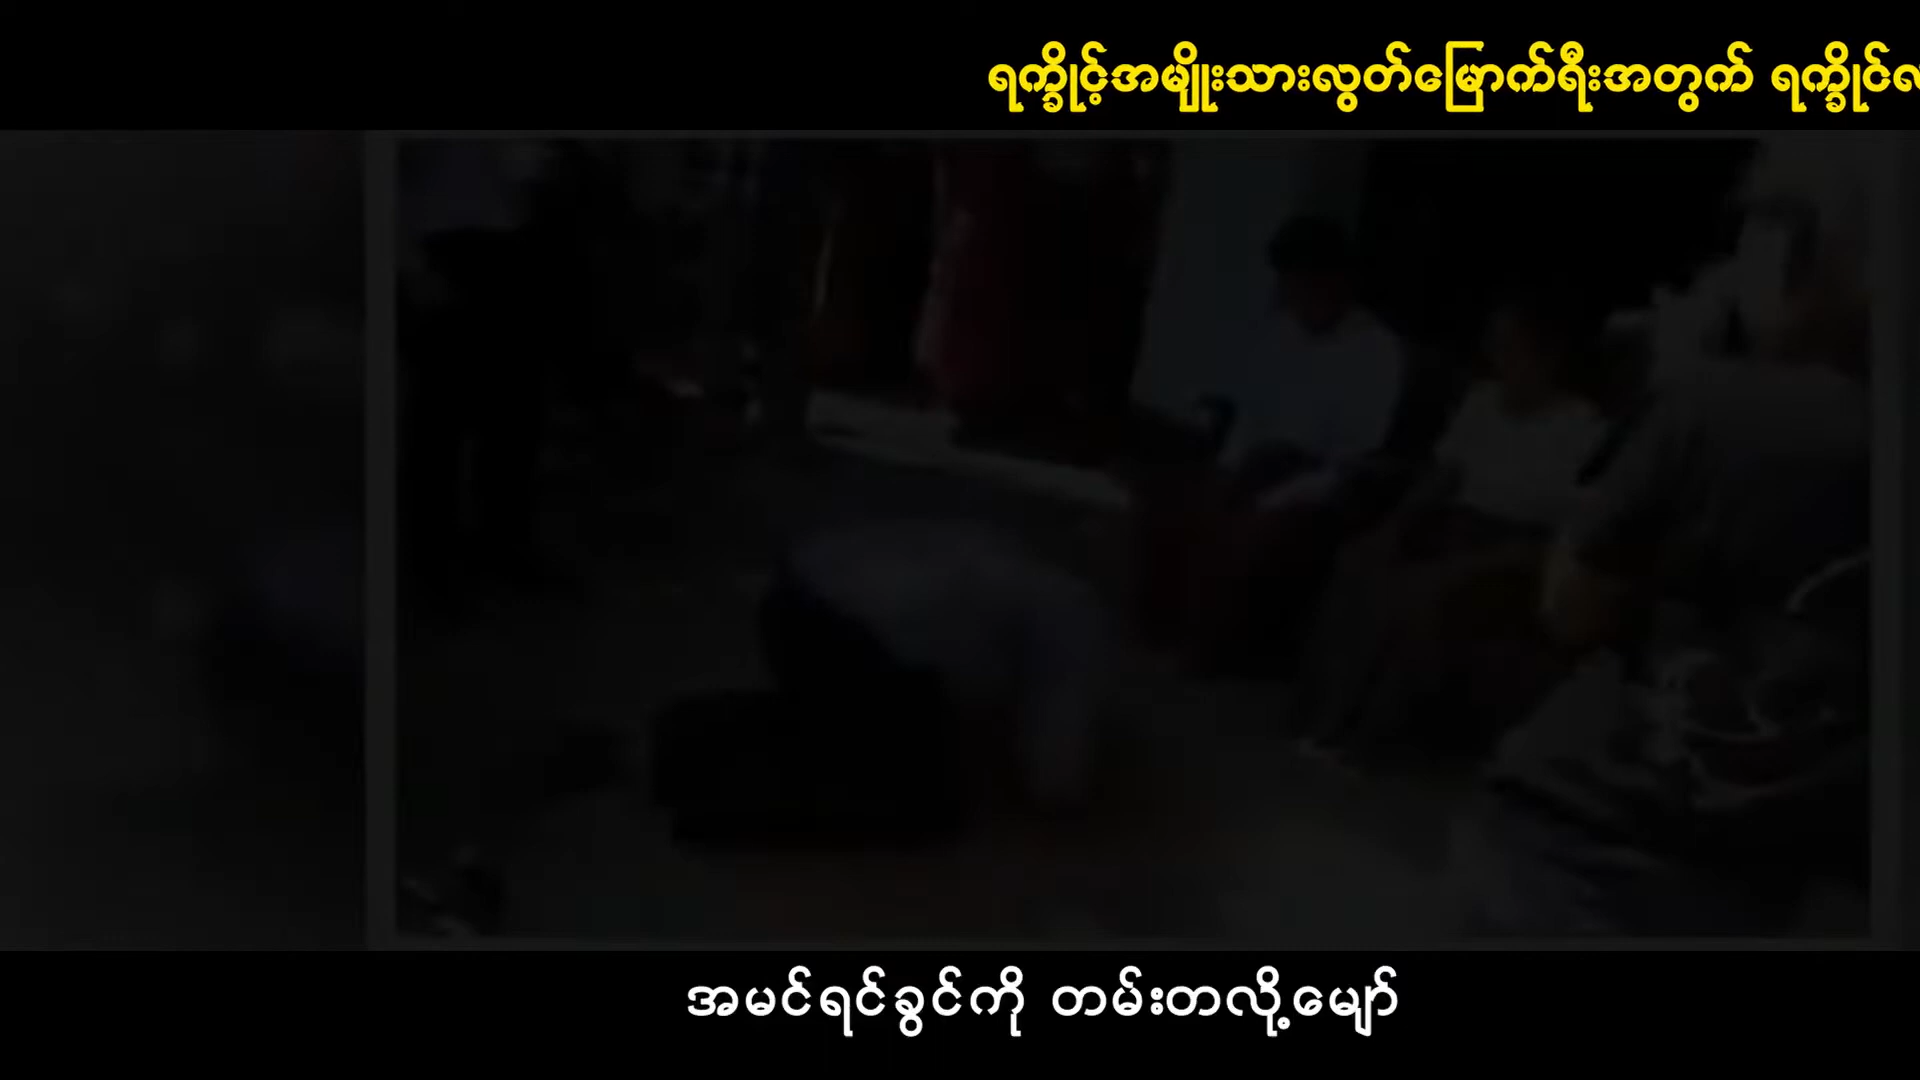 ရက္ခိုင့်အမျိုးသားလွတ်မြောက်ရီးအတွက် ရက္ခိုင်လ
အမင်ရင်ခွင်ကို တမ်းတလို့မျော်